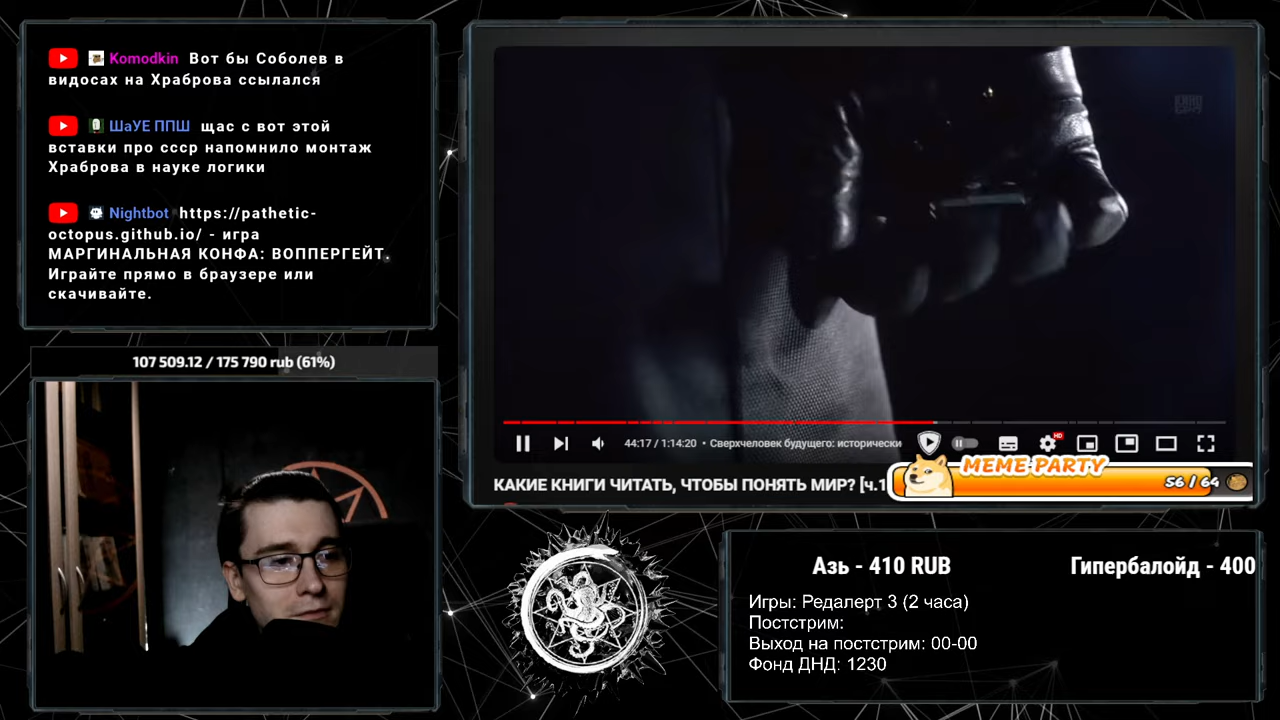 Komodkin Вот бы Соболев в
видосах на Храброва ссылался
ШаУЕ ППШ щас с вот этой
вставки про ссср напомнило монтаж
Храброва в науке логики
Nightbot https://pathetic-
octopus.github.io/ - игра
МАРГИНАЛЬНАЯ КОНФА: ВОППЕРГЕЙТ.
Играйте прямо в браузере или
скачивайте.
107 509.12 / 175 790 rub (61%)
44:17 / 1:14:20 • Сверхчеловек будущего: исторически
HD
КАКИЕ КНИГИ ЧИТАТЬ, ЧТОБЫ ПОНЯТЬ МИР? [ч.1
MEME PARTY
56 / 64
Азь - 410 RUB
Гипербалойд - 400
Игры: Редалерт 3 (2 часа)
Постстрим:
Выход на постстрим: 00-00
Фонд ДНД: 1230